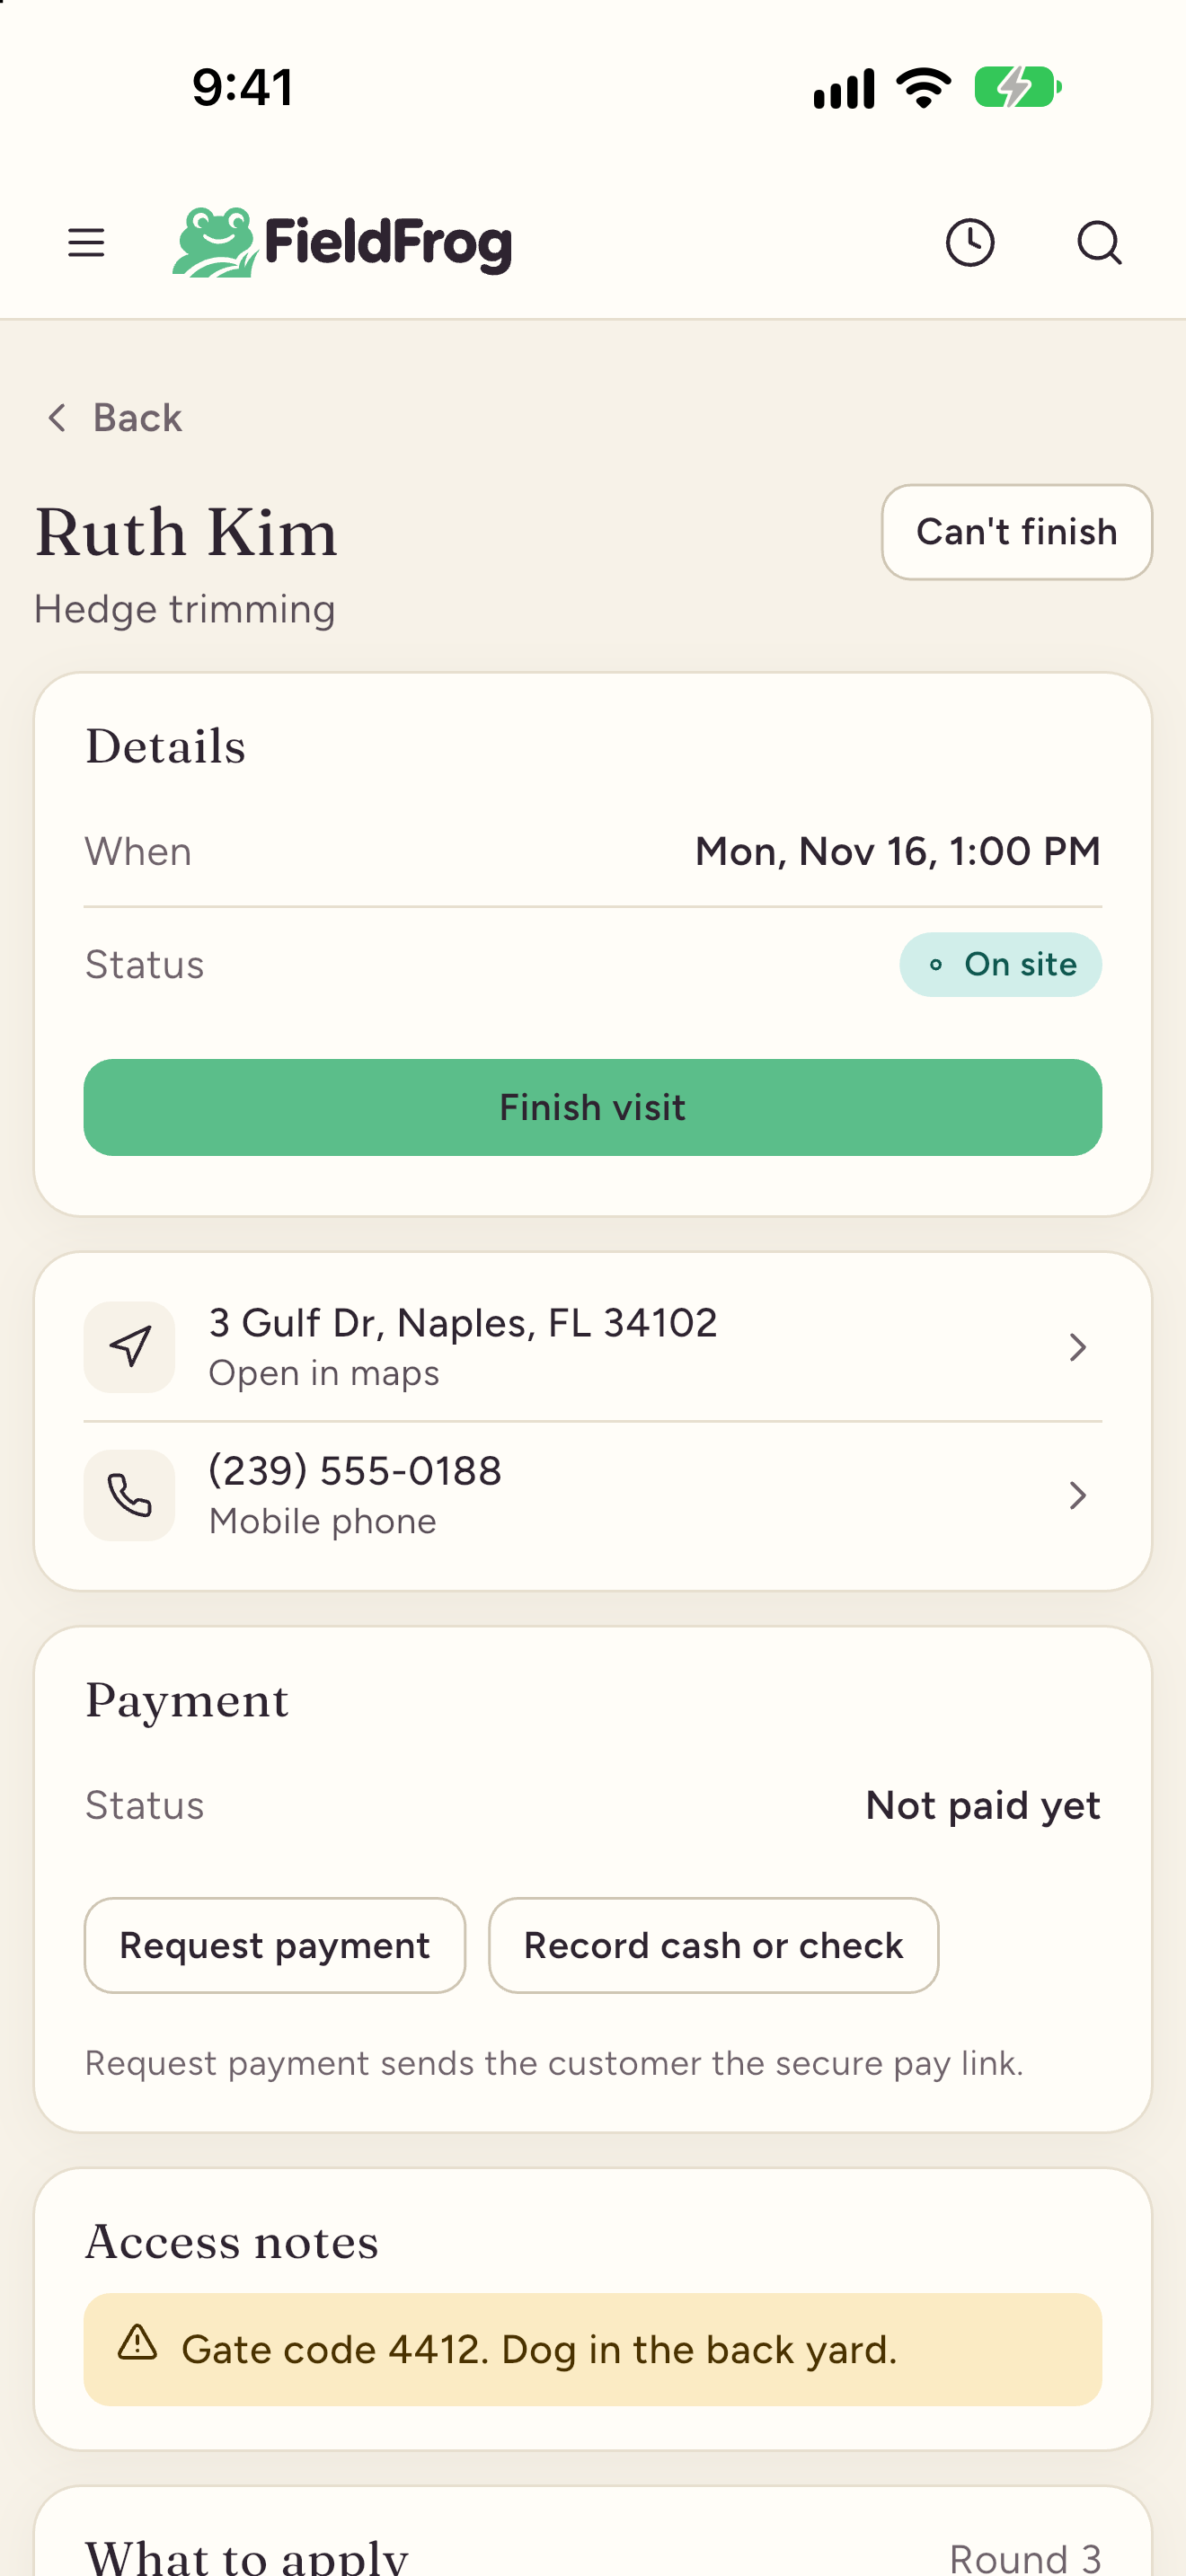 9:41
FieldFrog
Back
Ruth Kim
Can't finish
Hedge trimming
Details
When
Mon, Nov 16, 1:00 PM
Status
On site
Finish visit
3 Gulf Dr, Naples, FL 34102
Open in maps
(239) 555-0188
Mobile phone
Payment
Status
Not paid yet
Request payment
Record cash or check
Request payment sends the customer the secure pay link.
Access notes
Gate code 4412. Dog in the back yard.
What to apply
Round 3